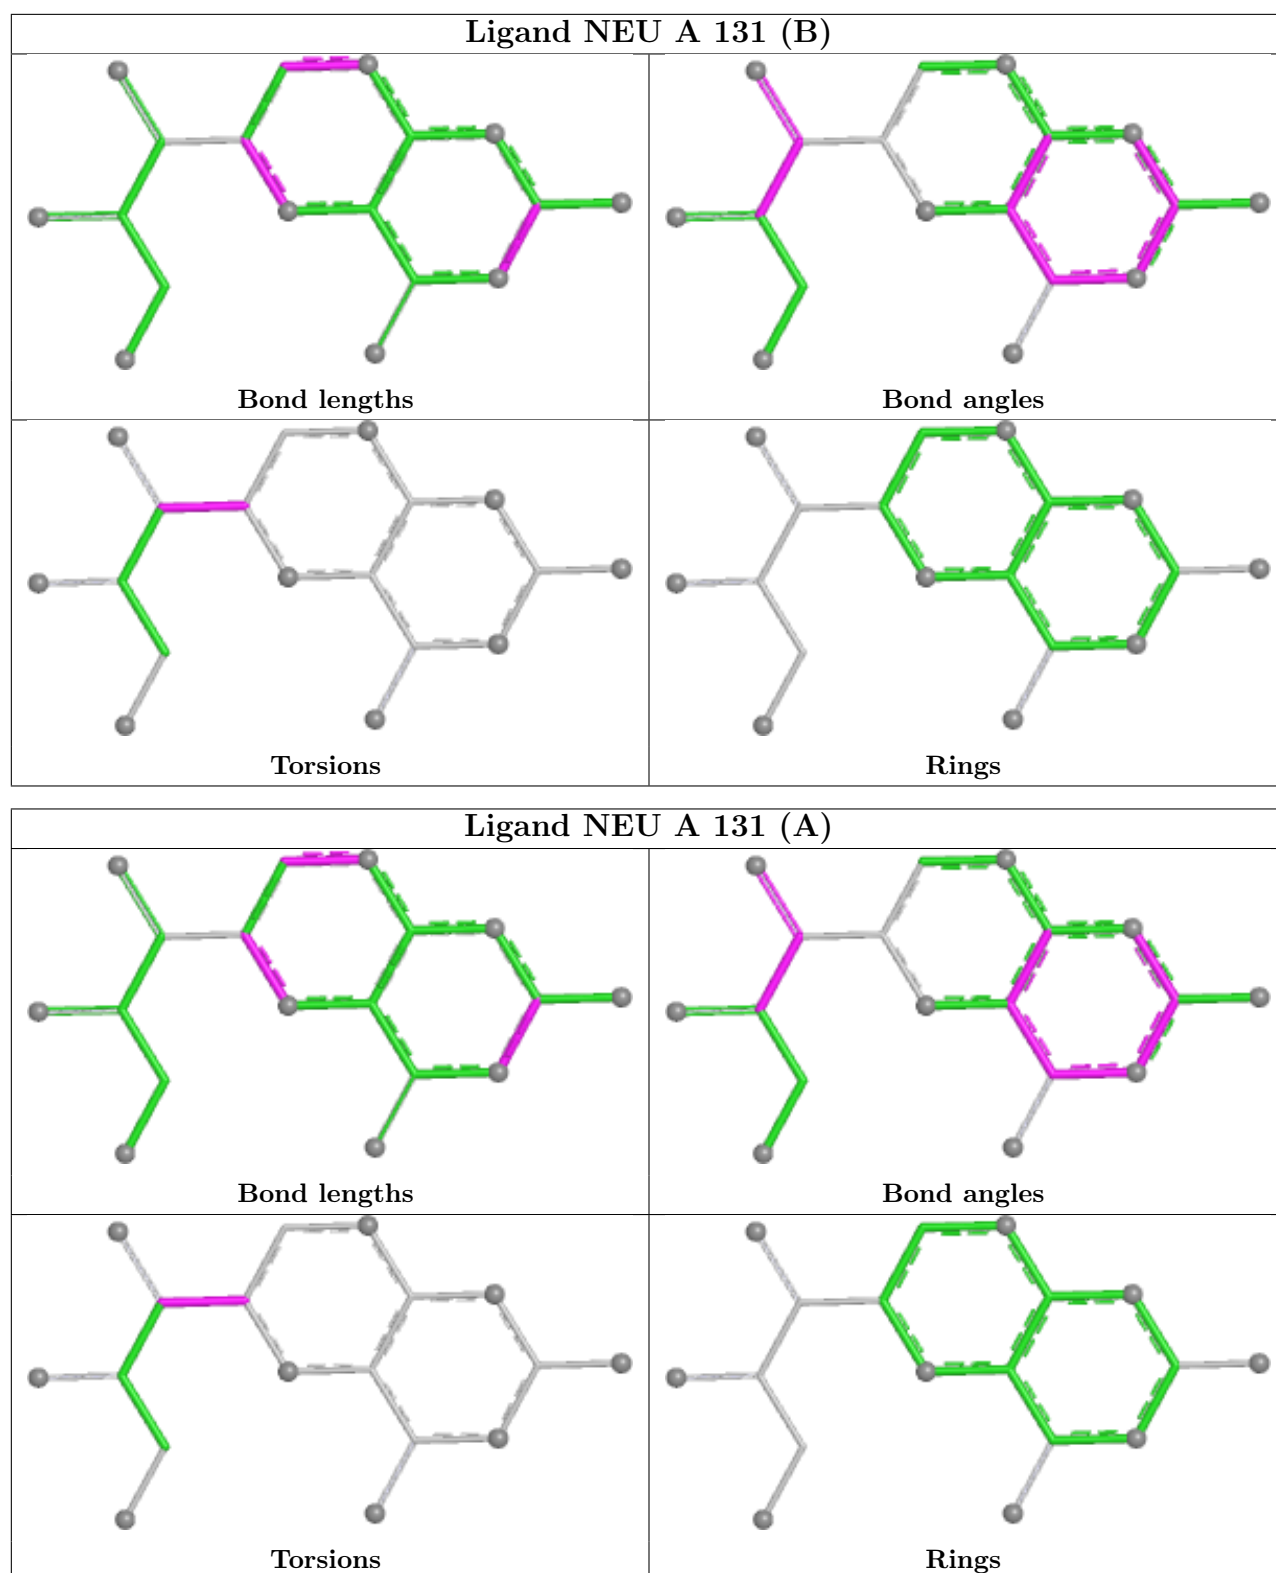 Ligand NEU A 131 (B)
Bond lengths
Bond angles
Torsions
Rings
Ligand NEU A 131 (A)
Bond lengths
Bond angles
Torsions
Rings